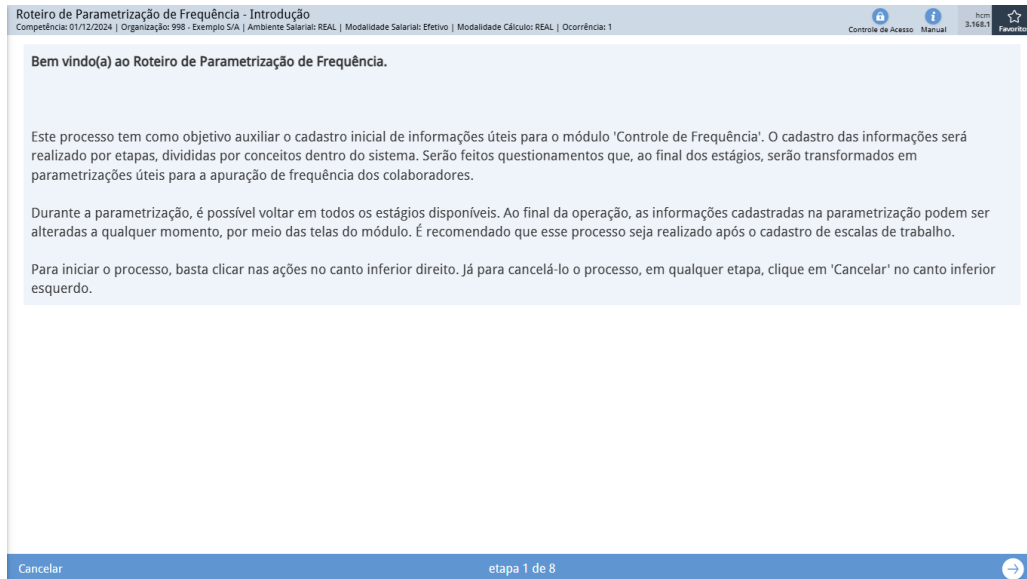 Roteiro de Parametrização de Frequência - Introdução
Competência: 01/12/2024 | Organização: 998 - Exemplo S/A | Ambiente Salarial: REAL | Modalidade Salarial: Efetivo | Modalidade Cálculo: REAL | Ocorrência: 1
Controle de Acesso
Manual
hcm
3.168.1
Favorito
Bem vindo(a) ao Roteiro de Parametrização de Frequência.
Este processo tem como objetivo auxiliar o cadastro inicial de informações úteis para o módulo 'Controle de Frequência'. O cadastro das informações será
realizado por etapas, divididas por conceitos dentro do sistema. Serão feitos questionamentos que, ao final dos estágios, serão transformados em
parametrizações úteis para a apuração de frequência dos colaboradores.
Durante a parametrização, é possível voltar em todos os estágios disponíveis. Ao final da operação, as informações cadastradas na parametrização podem ser
alteradas a qualquer momento, por meio das telas do módulo. É recomendado que esse processo seja realizado após o cadastro de escalas de trabalho.
Para iniciar o processo, basta clicar nas ações no canto inferior direito. Já para cancelá-lo o processo, em qualquer etapa, clique em 'Cancelar' no canto inferior
esquerdo.
Cancelar
etapa 1 de 8